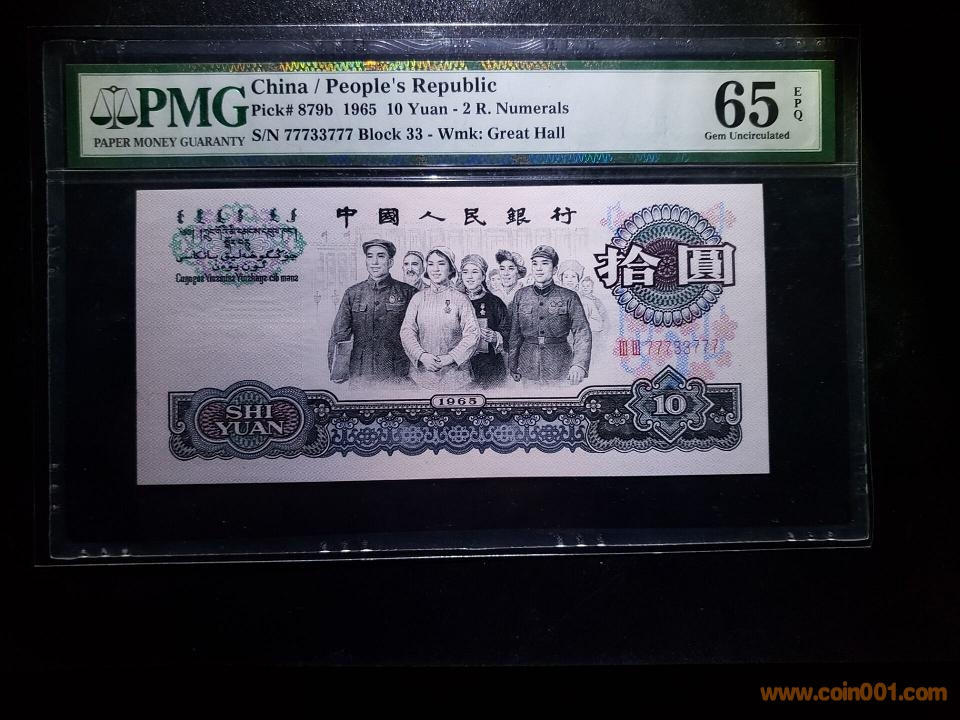 PMG
PAPER MONEY GUARANTY
China / People's Republic
Pick# 879b 1965 10 Yuan - 2 R. Numerals
S/N 77733777 Block 33 - Wmk: Great Hall
65
EPQ
Gem Uncirculated
中國人民銀行
拾圓
ⅢⅢ 77733777
1965
SHI
YUAN
10
www.coin001.com